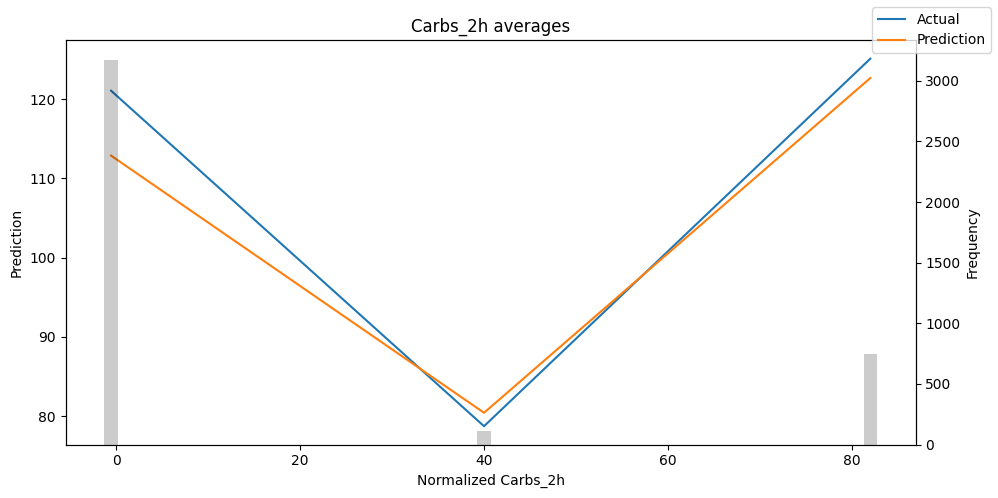 Carbs_2h averages
Actual
Prediction
Prediction
120
110
100
90
80
3000
2500
2000
1500
1000
500
0
Frequency
0 20 40 60 80
Normalized Carbs_2h